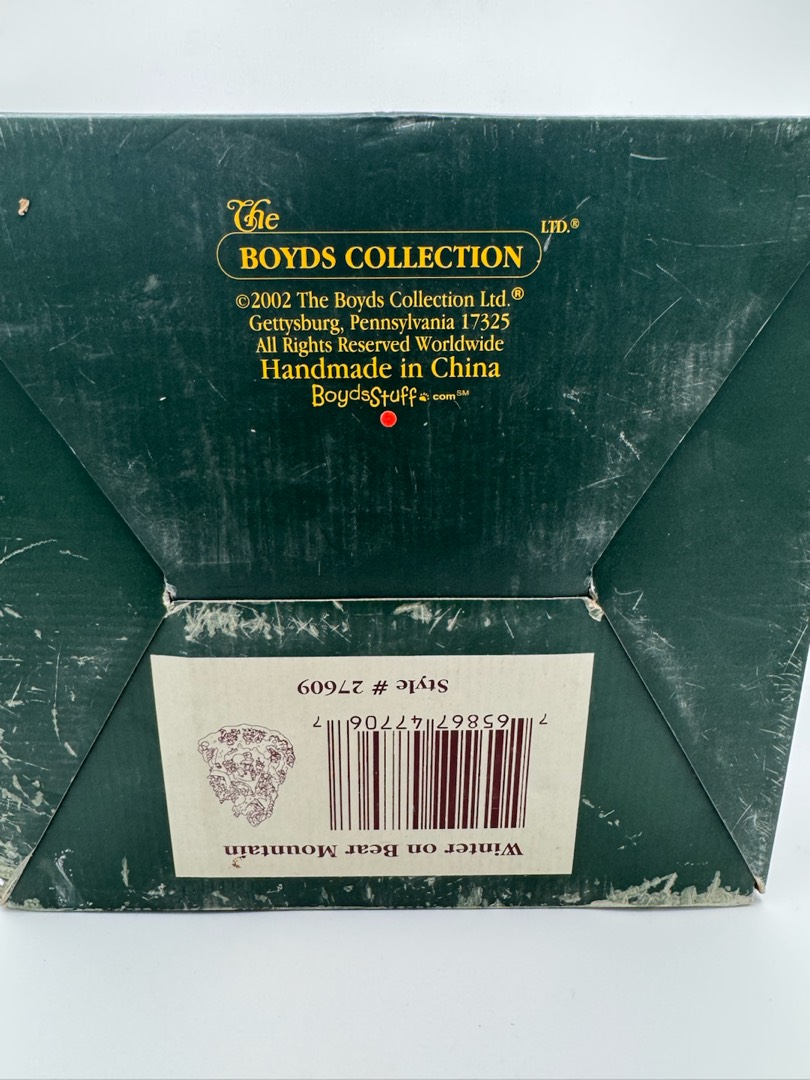 The
BOYDS COLLECTION LTD.®
©2002 The Boyds Collection Ltd.®
Gettysburg, Pennsylvania 17325
All Rights Reserved Worldwide
Handmade in China
BoydsStuff.com℠
Winter on Bear Mountain
7 65867 47706 7
Style # 27609